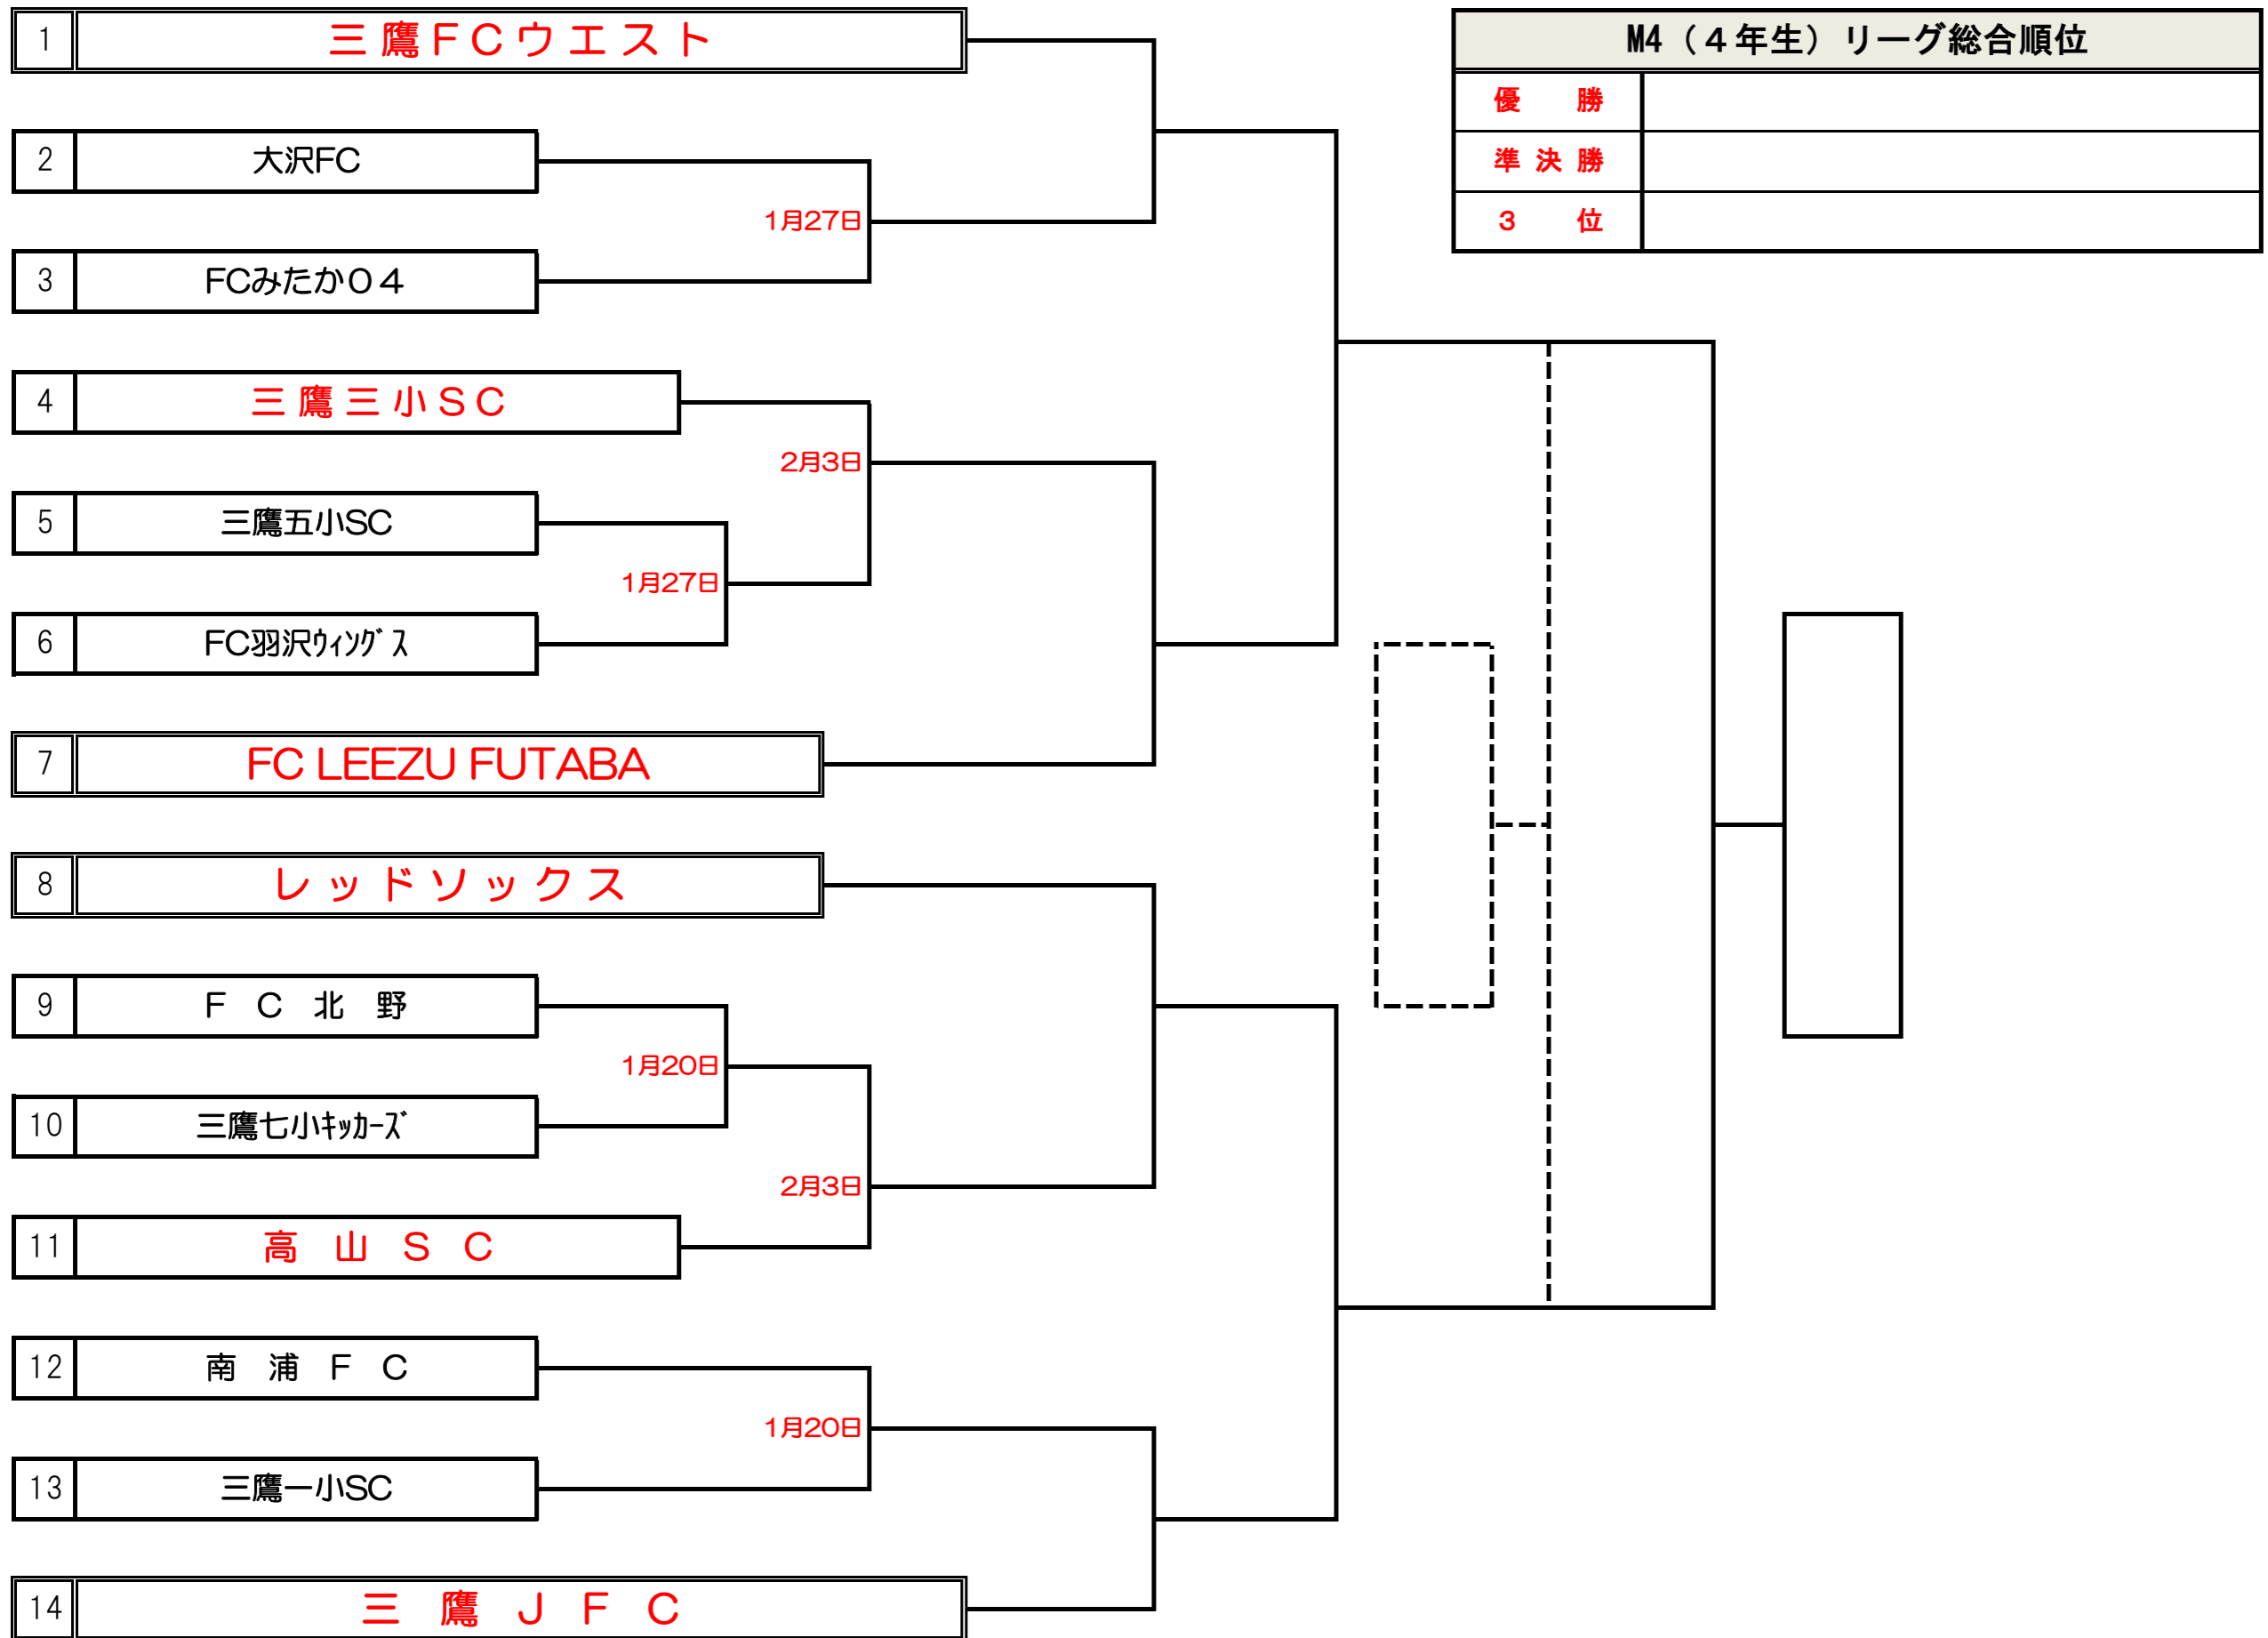 1 三鷹ＦＣウエスト
M4（４年生）リーグ総合順位
優　　勝
2 大沢FC
準 決 勝
1月27日
３　　位
3 FCみたか０４
4 三鷹三小ＳＣ
2月3日
5 三鷹五小SC
1月27日
6 FC羽沢ｳｨﾝｸﾞｽ
7 FC LEEZU FUTABA
8 レッドソックス
9 Ｆ　Ｃ　北　野
1月20日
10 三鷹七小ｷｯｶｰｽﾞ
2月3日
11 高　山　Ｓ　Ｃ
12 南　浦　Ｆ　Ｃ
1月20日
13 三鷹一小SC
14 三　鷹　Ｊ　Ｆ　Ｃ